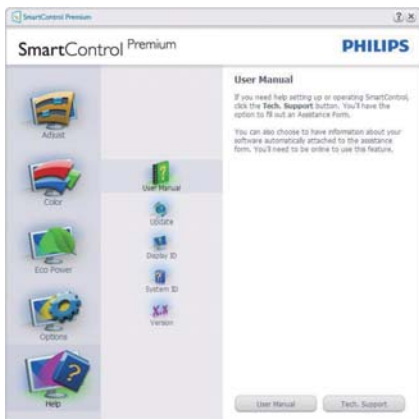 SmartControl Premium
SmartControl Premium
PHILIPS
Adjust
Color
Eco Power
Options
Help
User Manual
Update
Display ID
System ID
Version
User Manual
If you need help setting up or operating SmartControl,
click the Tech. Support button. You'll have the
option to fill out an Assistance Form.
You can also choose to have information about your
software automatically attached to the assistance
form. You'll need to be online to use this feature.
User Manual
Tech. Support